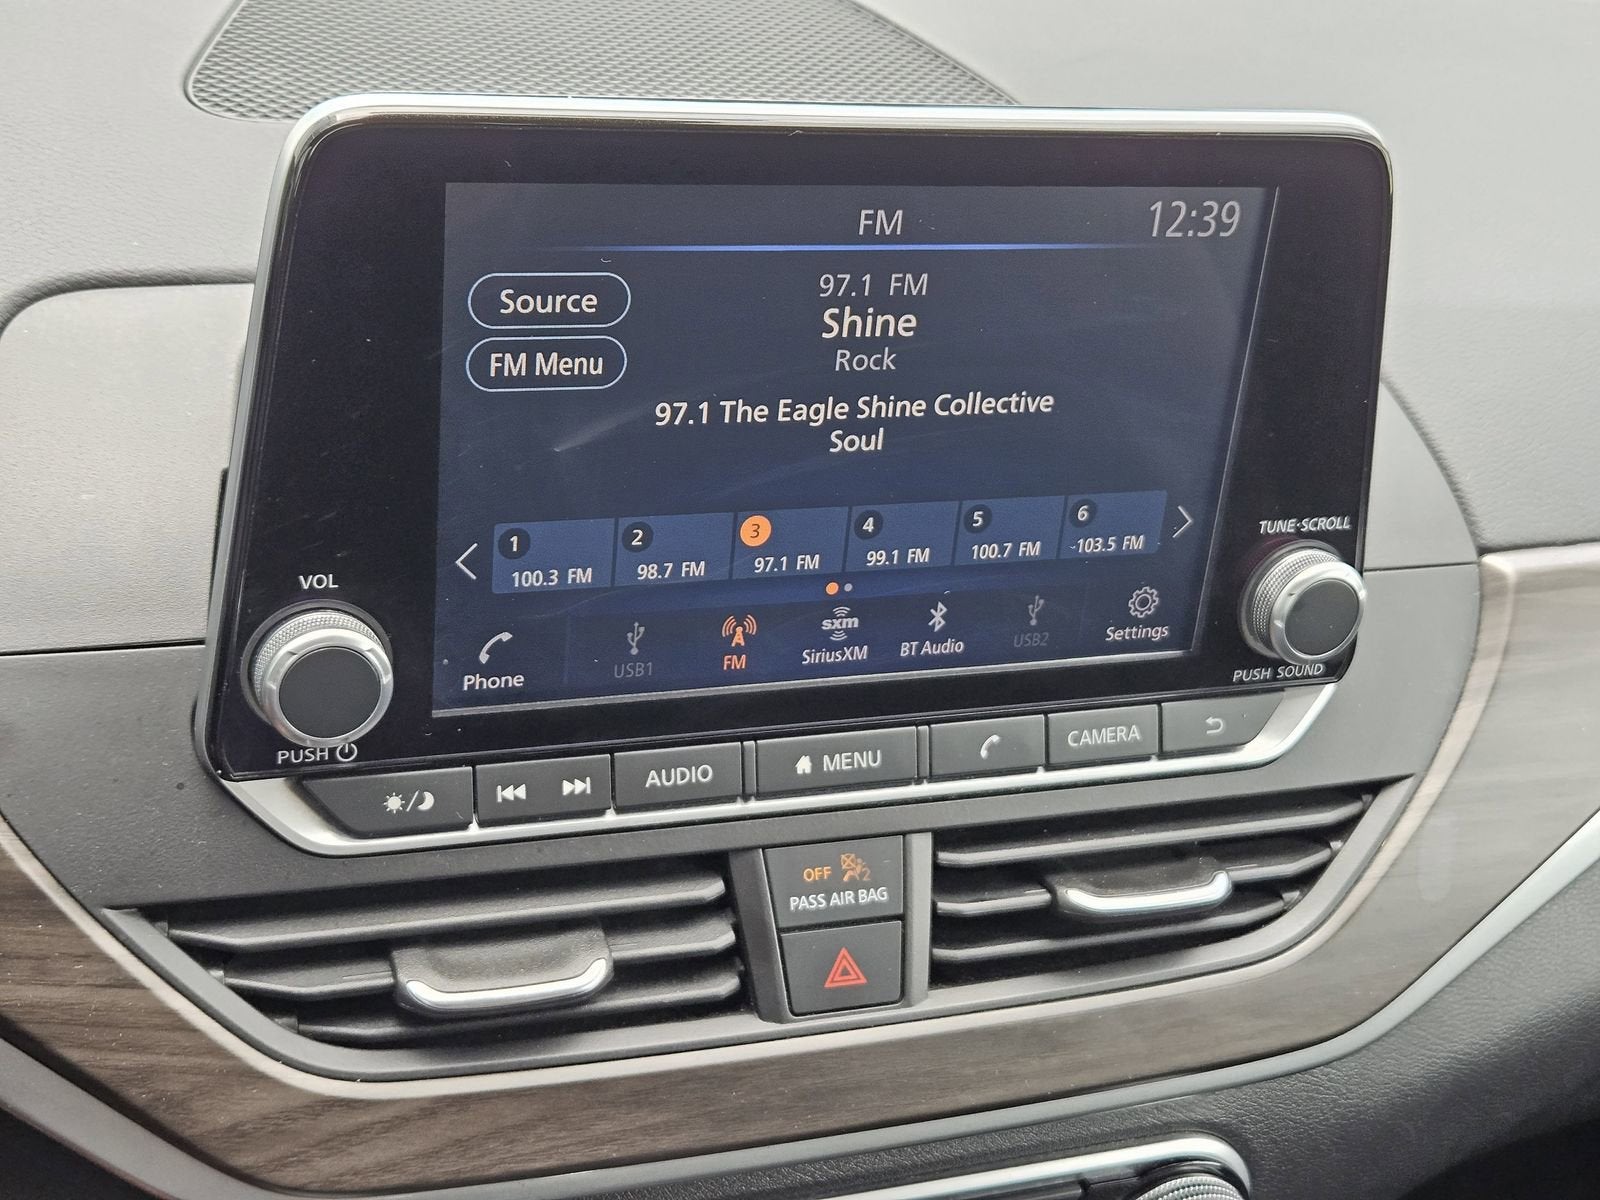 FM
12:39
Source
97.1 FM
Shine
Rock
FM Menu
97.1 The Eagle Shine Collective
Soul
1
100.3 FM
2
98.7 FM
3
97.1 FM
4
99.1 FM
5
100.7 FM
6
103.5 FM
Phone
USB1
FM
sxm
SiriusXM
BT Audio
USB2
Settings
VOL
PUSH
TUNE·SCROLL
PUSH SOUND
AUDIO
MENU
CAMERA
OFF
2
PASS AIR BAG